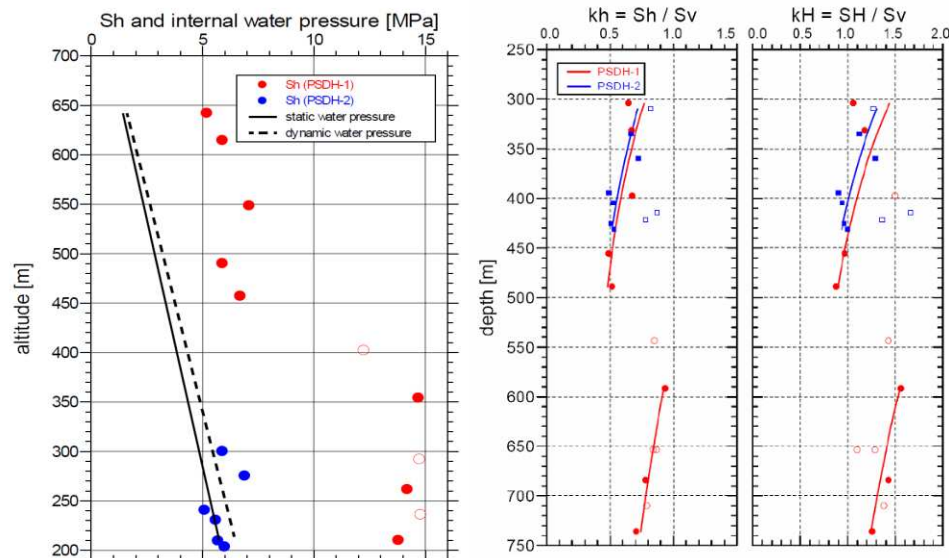 Sh and internal water pressure [MPa]
0 5 10 15
700
650
600
550
500
450
400
350
300
250
200
altitude [m]
Sh (PSDH-1)
Sh (PSDH-2)
static water pressure
dynamic water pressure
kh = Sh / Sv
0.0 0.5 1.0 1.5
250
300
350
400
450
500
550
600
650
700
750
depth [m]
PSDH-1
PSDH-2
kH = SH / Sv
0.0 0.5 1.0 1.5 2.0